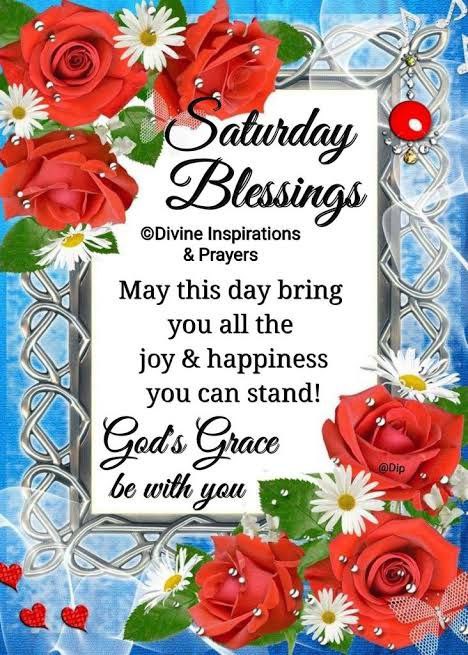 Saturday
Blessings
©Divine Inspirations
& Prayers
May this day bring
you all the
joy & happiness
you can stand!
God's Grace
be with you
@Dip